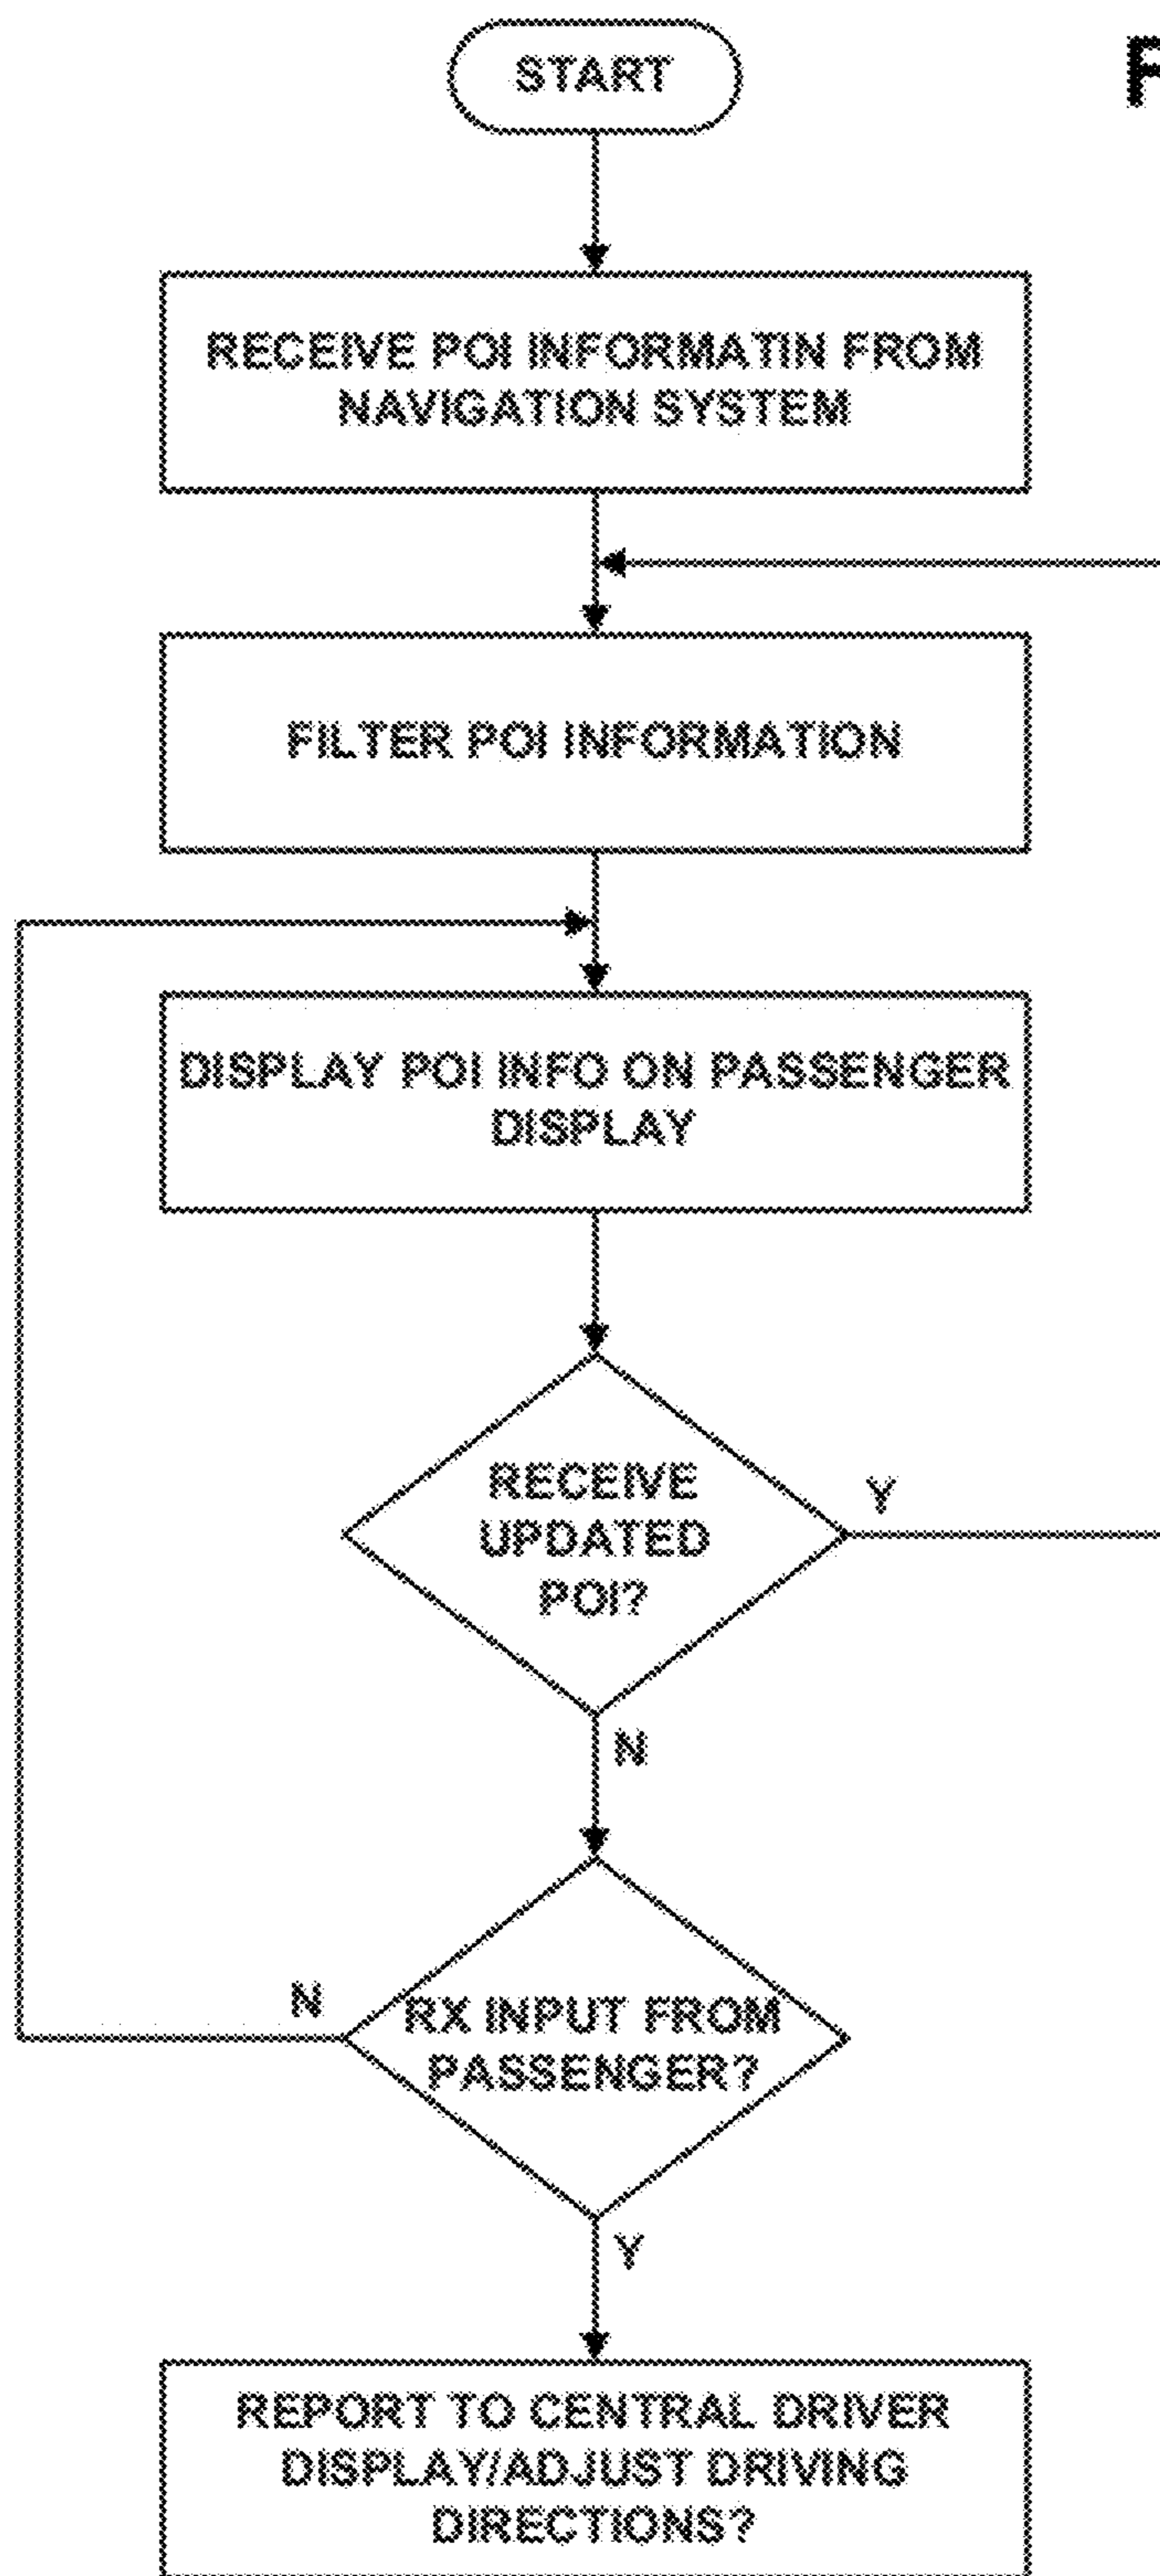 START
RECEIVE POI INFORMATIN FROM
NAVIGATION SYSTEM
FILTER POI INFORMATION
DISPLAY POI INFO ON PASSENGER
DISPLAY
RECEIVE
UPDATED
POI?
Y
N
RX INPUT FROM
PASSENGER?
N
Y
REPORT TO CENTRAL DRIVER
DISPLAY/ADJUST DRIVING
DIRECTIONS?